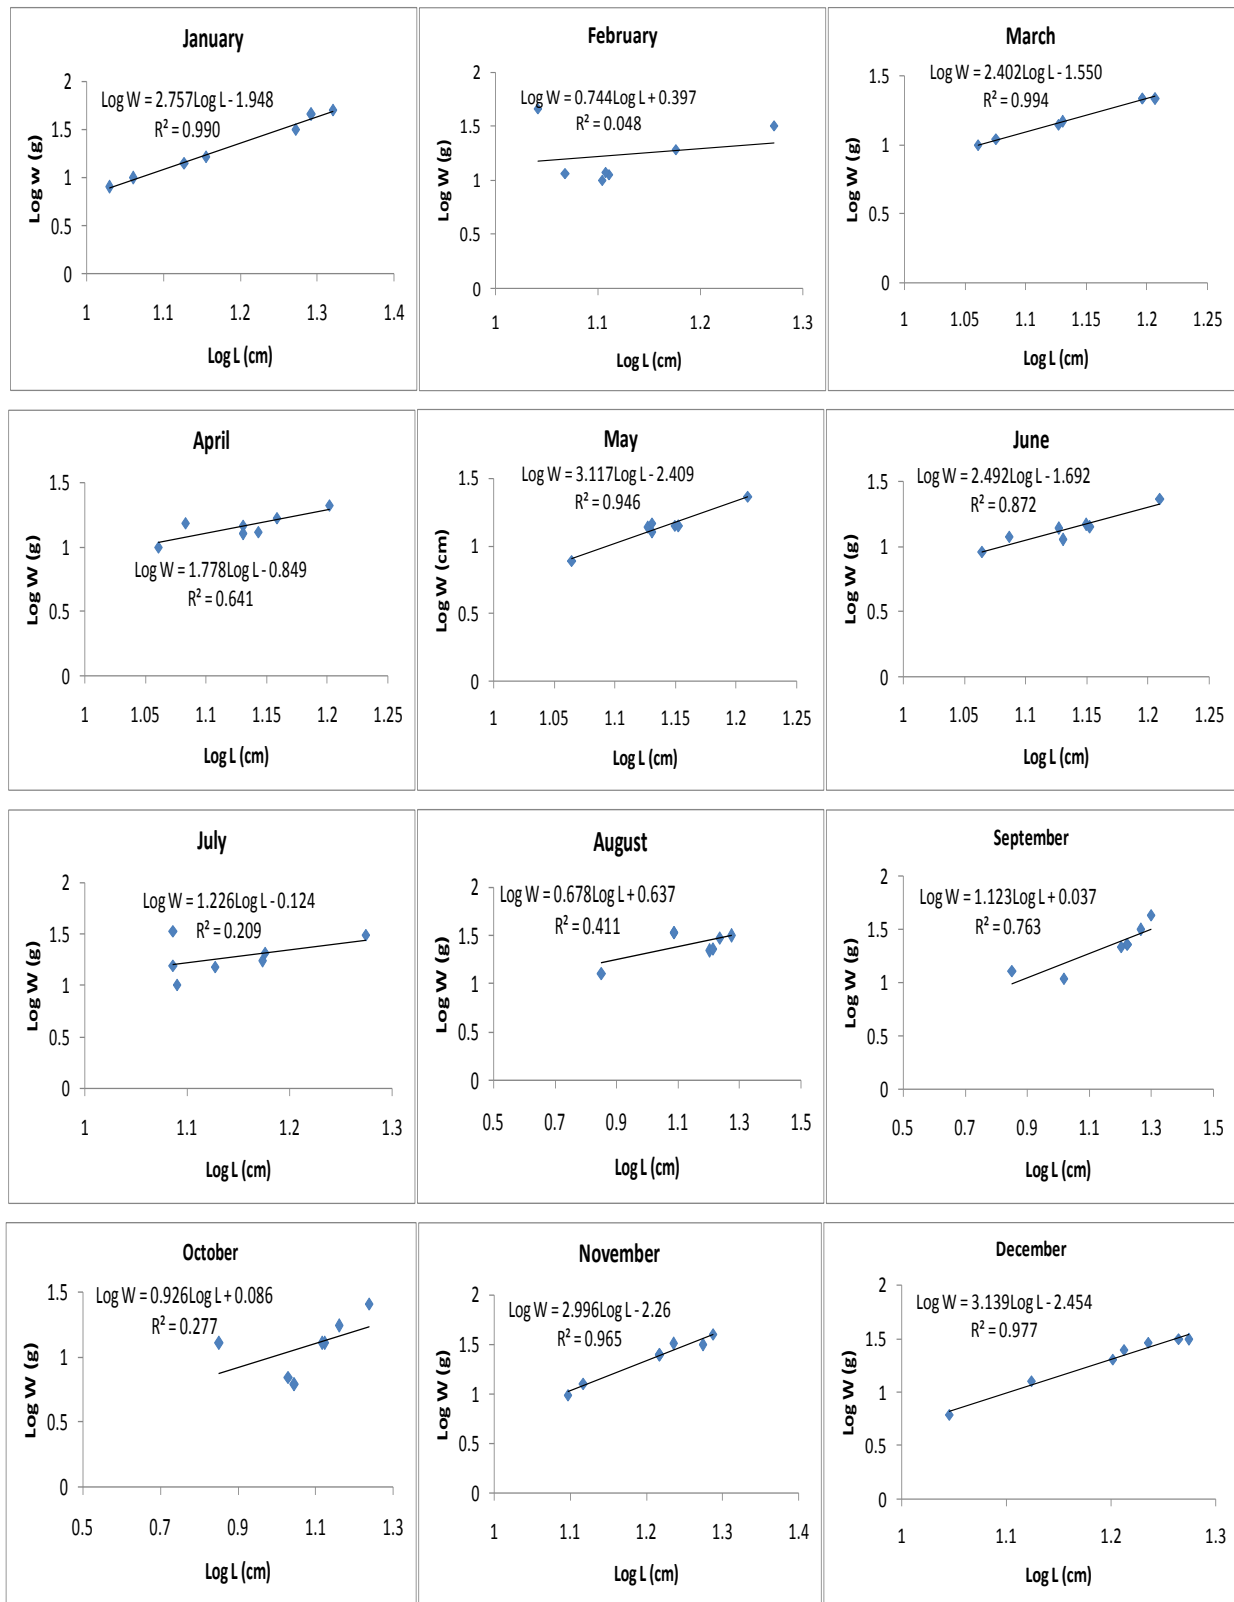 January
Log W = 2.757Log L - 1.948
R² = 0.990
2
1.5
1
0.5
0
Log w (g)
1 1.1 1.2 1.3 1.4
Log L (cm)
February
Log W = 0.744Log L + 0.397
R² = 0.048
2
1.5
1
0.5
0
Log W (g)
1 1.1 1.2 1.3
Log L (cm)
March
Log W = 2.402Log L - 1.550
R² = 0.994
1.5
1
0.5
0
Log W (g)
1 1.05 1.1 1.15 1.2 1.25
Log L (cm)
April
1.5
1
0.5
0
Log W = 1.778Log L - 0.849
R² = 0.641
Log W (g)
1 1.05 1.1 1.15 1.2 1.25
Log L (cm)
May
Log W = 3.117Log L - 2.409
R² = 0.946
1.5
1
0.5
0
Log W (cm)
1 1.05 1.1 1.15 1.2 1.25
Log L (cm)
June
Log W = 2.492Log L - 1.692
R² = 0.872
1.5
1
0.5
0
Log W (g)
1 1.05 1.1 1.15 1.2 1.25
Log L (cm)
July
Log W = 1.226Log L - 0.124
R² = 0.209
2
1.5
1
0.5
0
Log W (g)
1 1.1 1.2 1.3
Log L (cm)
August
Log W = 0.678Log L + 0.637
R² = 0.411
2
1.5
1
0.5
0
Log W (g)
0.5 0.7 0.9 1.1 1.3 1.5
Log L (cm)
September
Log W = 1.123Log L + 0.037
R² = 0.763
2
1.5
1
0.5
0
Log W (g)
0.5 0.7 0.9 1.1 1.3 1.5
Log L (cm)
October
Log W = 0.926Log L + 0.086
R² = 0.277
1.5
1
0.5
0
Log W (g)
0.5 0.7 0.9 1.1 1.3
Log L (cm)
November
Log W = 2.996Log L - 2.26
R² = 0.965
2
1.5
1
0.5
0
Log W (g)
1 1.1 1.2 1.3 1.4
Log L (cm)
December
Log W = 3.139Log L - 2.454
R² = 0.977
2
1.5
1
0.5
0
Log W (g)
1 1.1 1.2 1.3
Log L (cm)